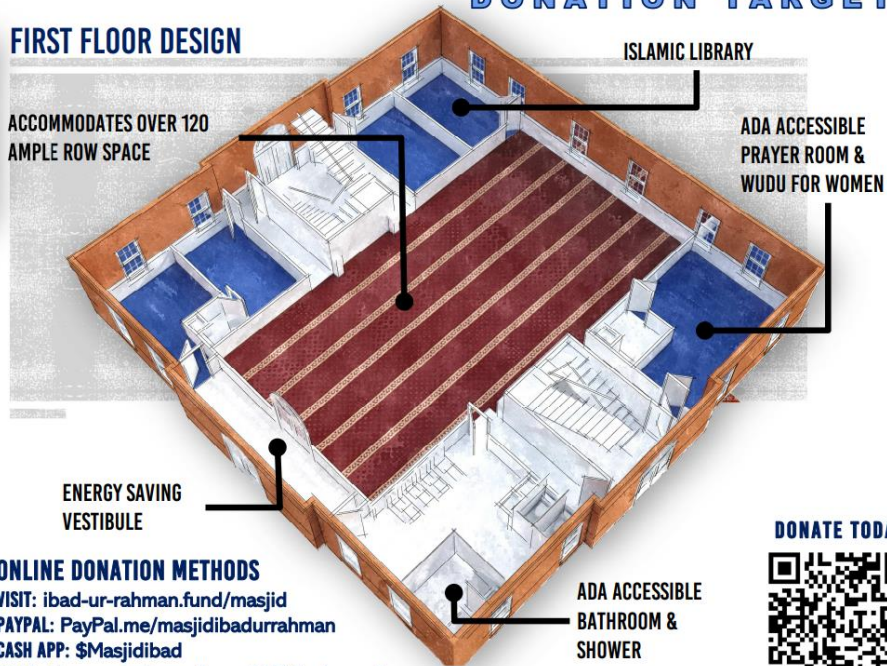 DONATION TARGET
FIRST FLOOR DESIGN
ISLAMIC LIBRARY
ACCOMMODATES OVER 120
AMPLE ROW SPACE
ADA ACCESSIBLE
PRAYER ROOM &
WUDU FOR WOMEN
ENERGY SAVING
VESTIBULE
ONLINE DONATION METHODS
VISIT: ibad-ur-rahman.fund/masjid
PAYPAL: PayPal.me/masjidibadurrahman
CASH APP: $Masjidibad
ADA ACCESSIBLE
BATHROOM &
SHOWER
DONATE TODA